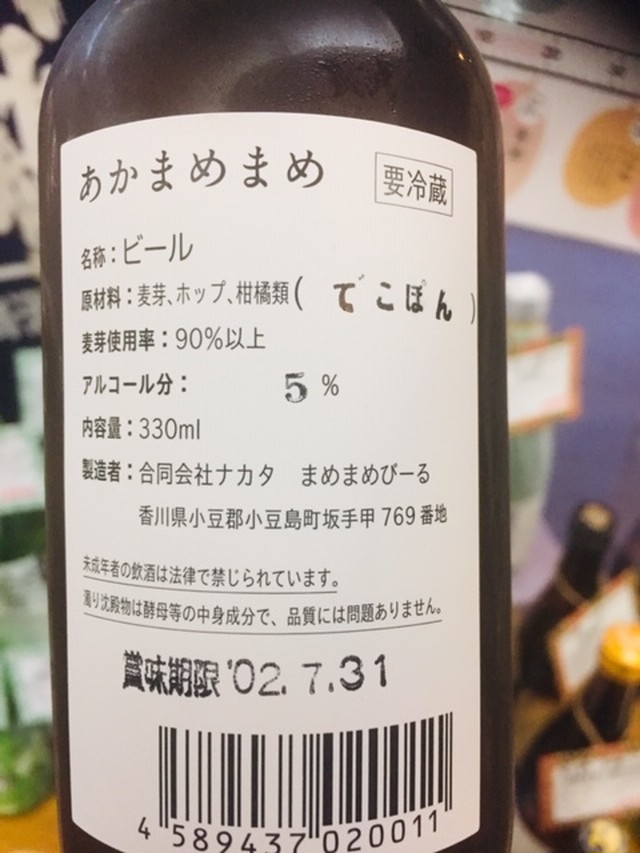 あかまめまめ
要冷蔵
名称：ビール
原材料：麦芽、ホップ、柑橘類（でこぽん）
麦芽使用率：90%以上
アルコール分： 5 %
内容量：330ml
製造者：合同会社ナカタ まめまめびーる
香川県小豆郡小豆島町坂手甲769番地
未成年者の飲酒は法律で禁じられています。
濁り沈殿物は酵母等の中身成分で、品質には問題ありません。
賞味期限 '02. 7.31
4 589437 020011